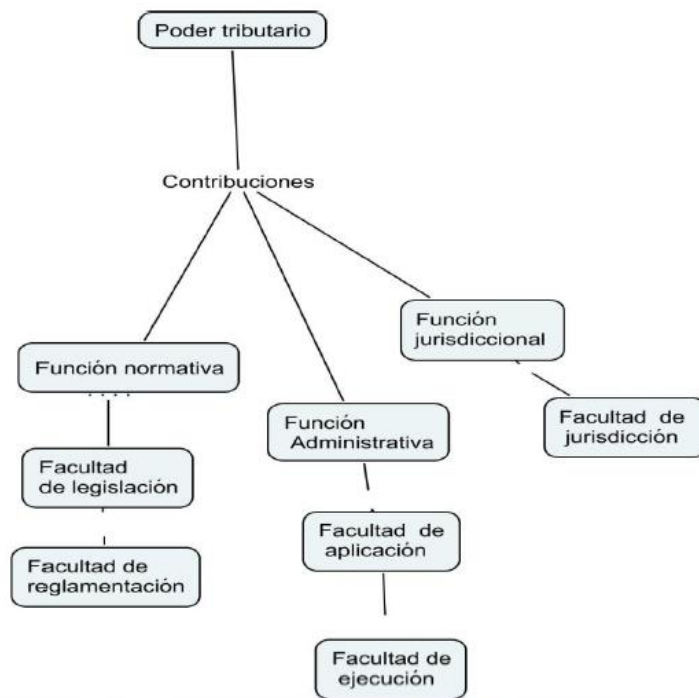 Poder tributario
Contribuciones
Función
jurisdiccional
Función normativa
Facultad de
jurisdicción
Función
Administrativa
Facultad
de legislación
Facultad de
aplicación
Facultad de
reglamentación
Facultad de
ejecución